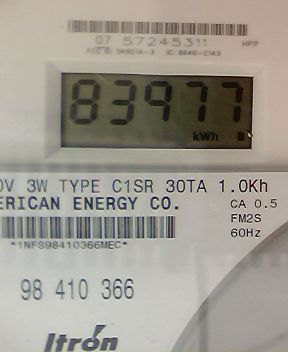 07 57245311 HPP
83977
kWh
0V 3W TYPE C1SR 30TA 1.0Kh
ERICAN ENERGY CO. CA 0.5
FM2S
*1NFS98410366MEC* 60Hz
98 410 366
Itron